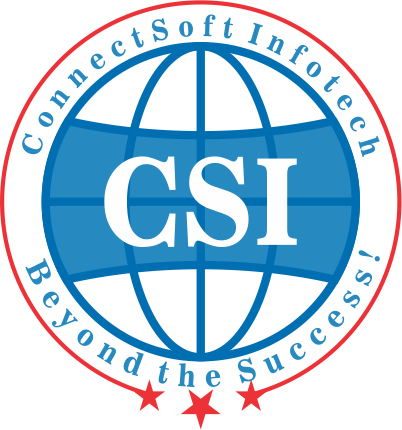 ConnectSoft Infotech
CSI
Beyond the Success!